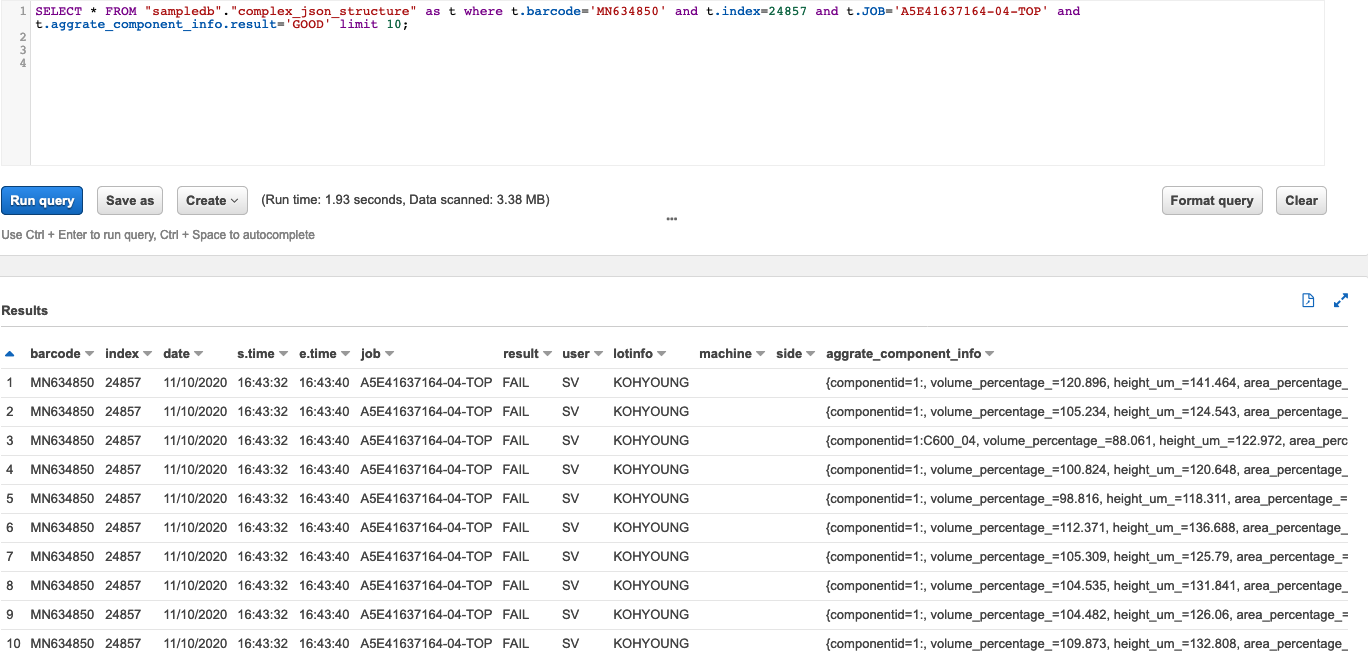 1 SELECT * FROM "sampledb"."complex_json_structure" as t where t.barcode='MN634850' and t.index=24857 and t.JOB='A5E41637164-04-TOP' and
t.aggrate_component_info.result='GOOD' limit 10;
2
3
4
Run query Save as Create (Run time: 1.93 seconds, Data scanned: 3.38 MB) Format query Clear
Use Ctrl + Enter to run query, Ctrl + Space to autocomplete
Results
barcode index date s.time e.time job result user lotinfo machine side aggrate_component_info
1 MN634850 24857 11/10/2020 16:43:32 16:43:40 A5E41637164-04-TOP FAIL SV KOHYOUNG {componentid=1:, volume_percentage_=120.896, height_um_=141.464, area_percentage_
2 MN634850 24857 11/10/2020 16:43:32 16:43:40 A5E41637164-04-TOP FAIL SV KOHYOUNG {componentid=1:, volume_percentage_=105.234, height_um_=124.543, area_percentage_
3 MN634850 24857 11/10/2020 16:43:32 16:43:40 A5E41637164-04-TOP FAIL SV KOHYOUNG {componentid=1:C600_04, volume_percentage_=88.061, height_um_=122.972, area_perc
4 MN634850 24857 11/10/2020 16:43:32 16:43:40 A5E41637164-04-TOP FAIL SV KOHYOUNG {componentid=1:, volume_percentage_=100.824, height_um_=120.648, area_percentage_
5 MN634850 24857 11/10/2020 16:43:32 16:43:40 A5E41637164-04-TOP FAIL SV KOHYOUNG {componentid=1:, volume_percentage_=98.816, height_um_=118.311, area_percentage_=
6 MN634850 24857 11/10/2020 16:43:32 16:43:40 A5E41637164-04-TOP FAIL SV KOHYOUNG {componentid=1:, volume_percentage_=112.371, height_um_=136.688, area_percentage_
7 MN634850 24857 11/10/2020 16:43:32 16:43:40 A5E41637164-04-TOP FAIL SV KOHYOUNG {componentid=1:, volume_percentage_=105.309, height_um_=125.79, area_percentage_=
8 MN634850 24857 11/10/2020 16:43:32 16:43:40 A5E41637164-04-TOP FAIL SV KOHYOUNG {componentid=1:, volume_percentage_=104.535, height_um_=131.841, area_percentage_
9 MN634850 24857 11/10/2020 16:43:32 16:43:40 A5E41637164-04-TOP FAIL SV KOHYOUNG {componentid=1:, volume_percentage_=104.482, height_um_=126.06, area_percentage_=
10 MN634850 24857 11/10/2020 16:43:32 16:43:40 A5E41637164-04-TOP FAIL SV KOHYOUNG {componentid=1:, volume_percentage_=109.873, height_um_=132.808, area_percentage_